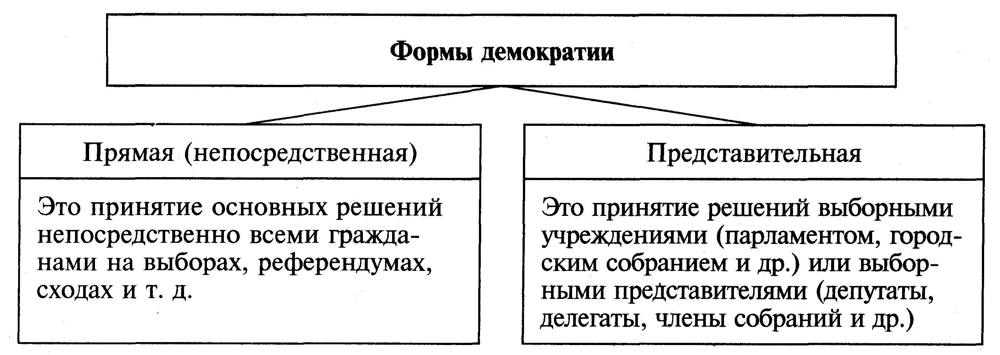 Формы демократии
Прямая (непосредственная)
Это принятие основных решений
непосредственно всеми гражда-
нами на выборах, референдумах,
сходах и т. д.
Представительная
Это принятие решений выборными
учреждениями (парламентом, город-
ским собранием и др.) или выбор-
ными представителями (депутаты,
делегаты, члены собраний и др.)